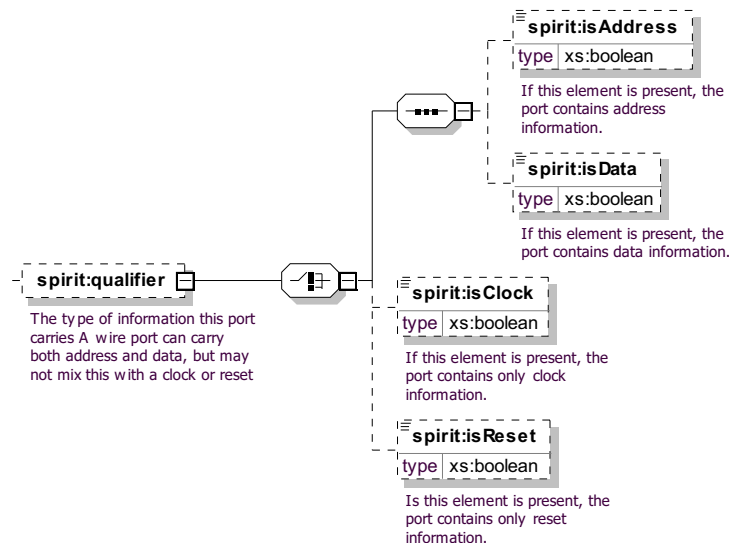 spirit:isAddress
type xs:boolean
If this element is present, the
port contains address
information.
spirit:isData
type xs:boolean
If this element is present, the
port contains data information.
spirit:qualifier
The type of information this port
carries A wire port can carry
both address and data, but may
not mix this with a clock or reset
spirit:isClock
type xs:boolean
If this element is present, the
port contains only clock
information.
spirit:isReset
type xs:boolean
Is this element is present, the
port contains only reset
information.